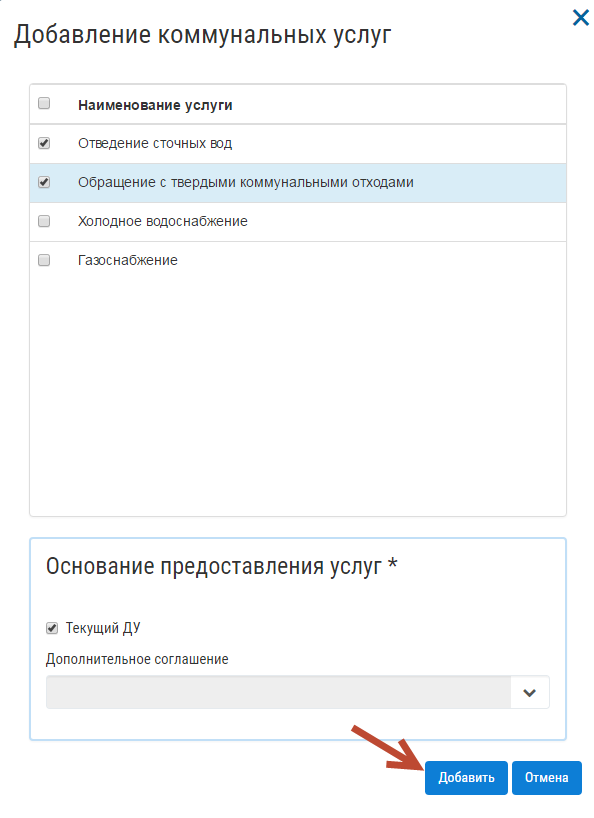 Добавление коммунальных услуг
Наименование услуги
Отведение сточных вод
Обращение с твердыми коммунальными отходами
Холодное водоснабжение
Газоснабжение
Основание предоставления услуг *
Текущий ДУ
Дополнительное соглашение
Добавить Отмена